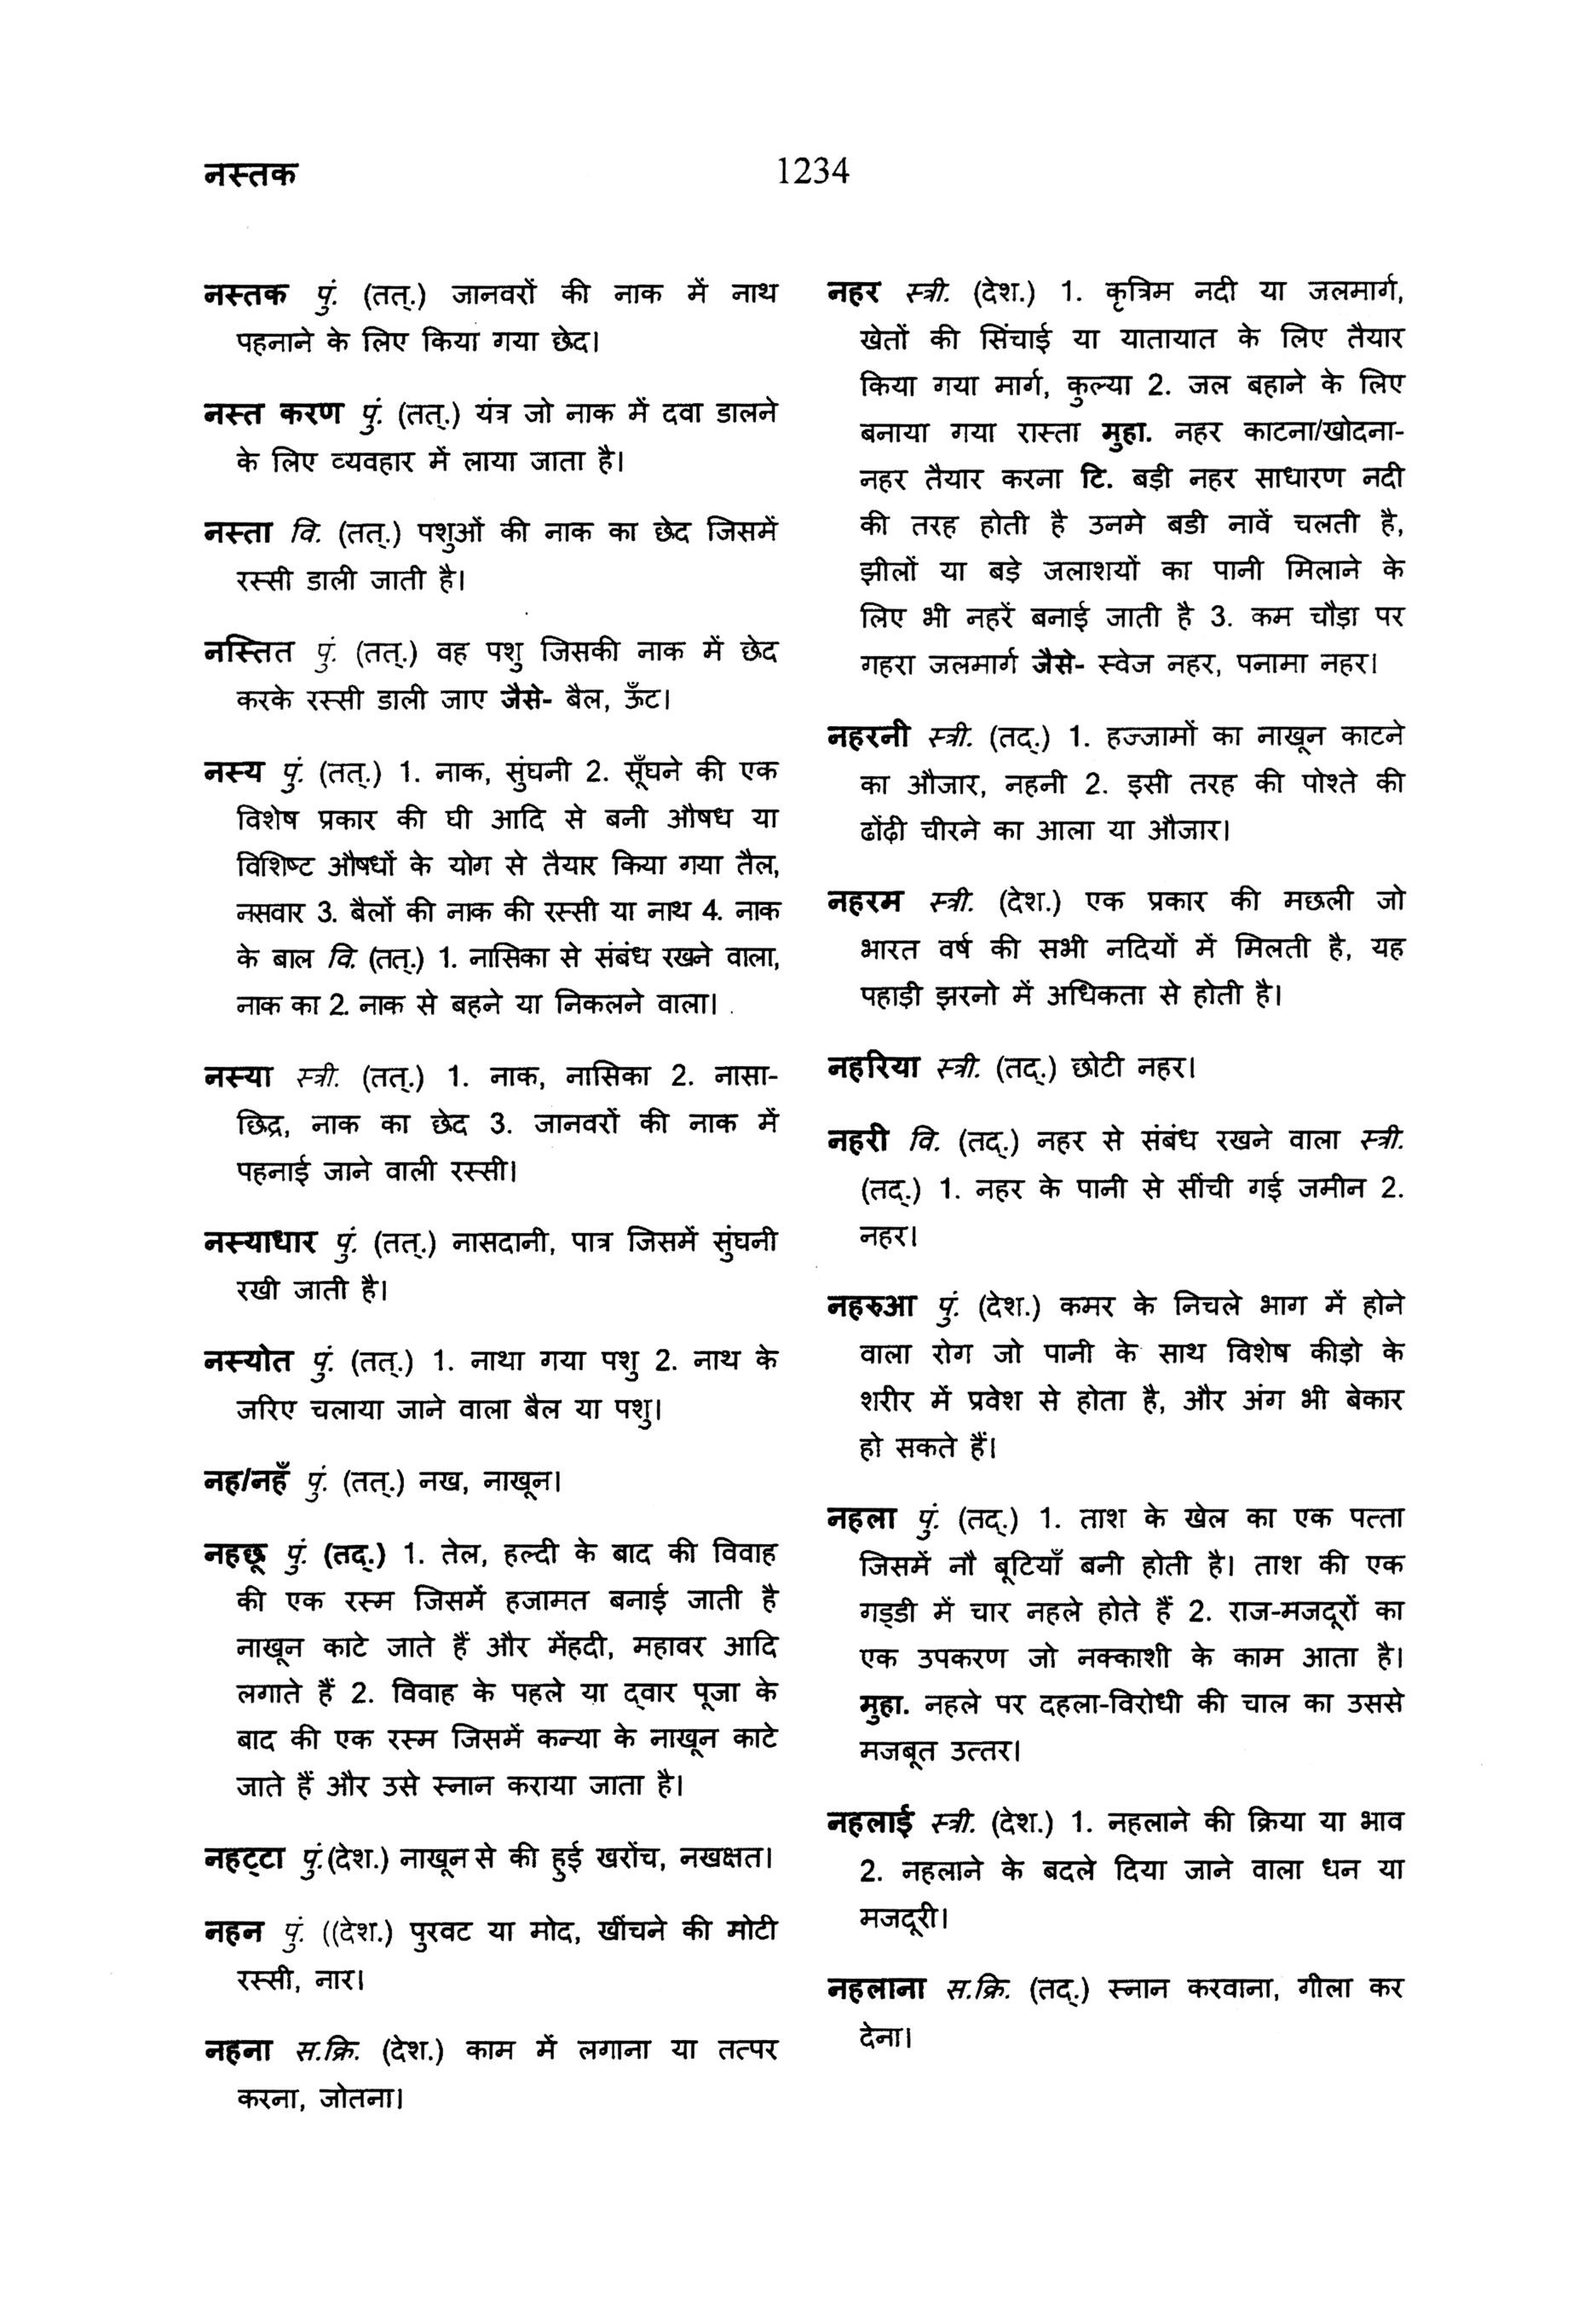 नस्तक
1234
नस्तक पुं. (तत्.) जानवरों की नाक में नाथ
पहनाने के लिए किया गया छेद।
नस्त करण पुं. (तत्.) यंत्र जो नाक में दवा डालने
के लिए व्यवहार में लाया जाता है।
नस्ता वि. (तत्.) पशुओं की नाक का छेद जिसमें
रस्सी डाली जाती है।
नस्तित पुं. (तत्.) वह पशु जिसकी नाक में छेद
करके रस्सी डाली जाए जैसे- बैल, ऊँट।
नस्य पुं. (तत्.) 1. नाक, सुंघनी 2. सूँघने की एक
विशेष प्रकार की घी आदि से बनी औषध या
विशिष्ट औषधों के योग से तैयार किया गया तैल,
नसवार 3. बैलों की नाक की रस्सी या नाथ 4. नाक
के बाल वि. (तत्.) 1. नासिका से संबंध रखने वाला,
नाक का 2. नाक से बहने या निकलने वाला।
नस्या स्त्री. (तत्.) 1. नाक, नासिका 2. नासा-
छिद्र, नाक का छेद 3. जानवरों की नाक में
पहनाई जाने वाली रस्सी।
नस्याधार पुं. (तत्.) नासदानी, पात्र जिसमें सुंघनी
रखी जाती है।
नस्योत पुं. (तत्.) 1. नाथा गया पशु 2. नाथ के
जरिए चलाया जाने वाला बैल या पशु।
नह/नहँ पुं. (तत्.) नख, नाखून।
नहछू पुं. (तद्.) 1. तेल, हल्दी के बाद की विवाह
की एक रस्म जिसमें हजामत बनाई जाती है
नाखून काटे जाते हैं और मेंहदी, महावर आदि
लगाते हैं 2. विवाह के पहले या द्वार पूजा के
बाद की एक रस्म जिसमें कन्या के नाखून काटे
जाते हैं और उसे स्नान कराया जाता है।
नहट्टा पुं.(देश.) नाखून से की हुई खरोंच, नखक्षत।
नहन पुं. ((देश.) पुरवट या मोद, खींचने की मोटी
रस्सी, नार।
नहना स.क्रि. (देश.) काम में लगाना या तत्पर
करना, जोतना।
नहर स्त्री. (देश.) 1. कृत्रिम नदी या जलमार्ग,
खेतों की सिंचाई या यातायात के लिए तैयार
किया गया मार्ग, कुल्या 2. जल बहाने के लिए
बनाया गया रास्ता मुहा. नहर काटना/खोदना-
नहर तैयार करना टि. बड़ी नहर साधारण नदी
की तरह होती है उनमे बडी नावें चलती है,
झीलों या बड़े जलाशयों का पानी मिलाने के
लिए भी नहरें बनाई जाती है 3. कम चौड़ा पर
गहरा जलमार्ग जैसे- स्वेज नहर, पनामा नहर।
नहरनी स्त्री. (तद्.) 1. हज्जामों का नाखून काटने
का औजार, नहनी 2. इसी तरह की पोश्ते की
ढोंढ़ी चीरने का आला या औजार।
नहरम स्त्री. (देश.) एक प्रकार की मछली जो
भारत वर्ष की सभी नदियों में मिलती है, यह
पहाड़ी झरनो में अधिकता से होती है।
नहरिया स्त्री. (तद्.) छोटी नहर।
नहरी वि. (तद्.) नहर से संबंध रखने वाला स्त्री.
(तद्.) 1. नहर के पानी से सींची गई जमीन 2.
नहर।
नहरुआ पुं. (देश.) कमर के निचले भाग में होने
वाला रोग जो पानी के साथ विशेष कीड़ो के
शरीर में प्रवेश से होता है, और अंग भी बेकार
हो सकते हैं।
नहला पुं. (तद्.) 1. ताश के खेल का एक पत्ता
जिसमें नौ बूटियाँ बनी होती है। ताश की एक
गड्डी में चार नहले होते हैं 2. राज-मजदूरों का
एक उपकरण जो नक्काशी के काम आता है।
मुहा. नहले पर दहला-विरोधी की चाल का उससे
मजबूत उत्तर।
नहलाई स्त्री. (देश.) 1. नहलाने की क्रिया या भाव
2. नहलाने के बदले दिया जाने वाला धन या
मजदूरी।
नहलाना स.क्रि. (तद्.) स्नान करवाना, गीला कर
देना।